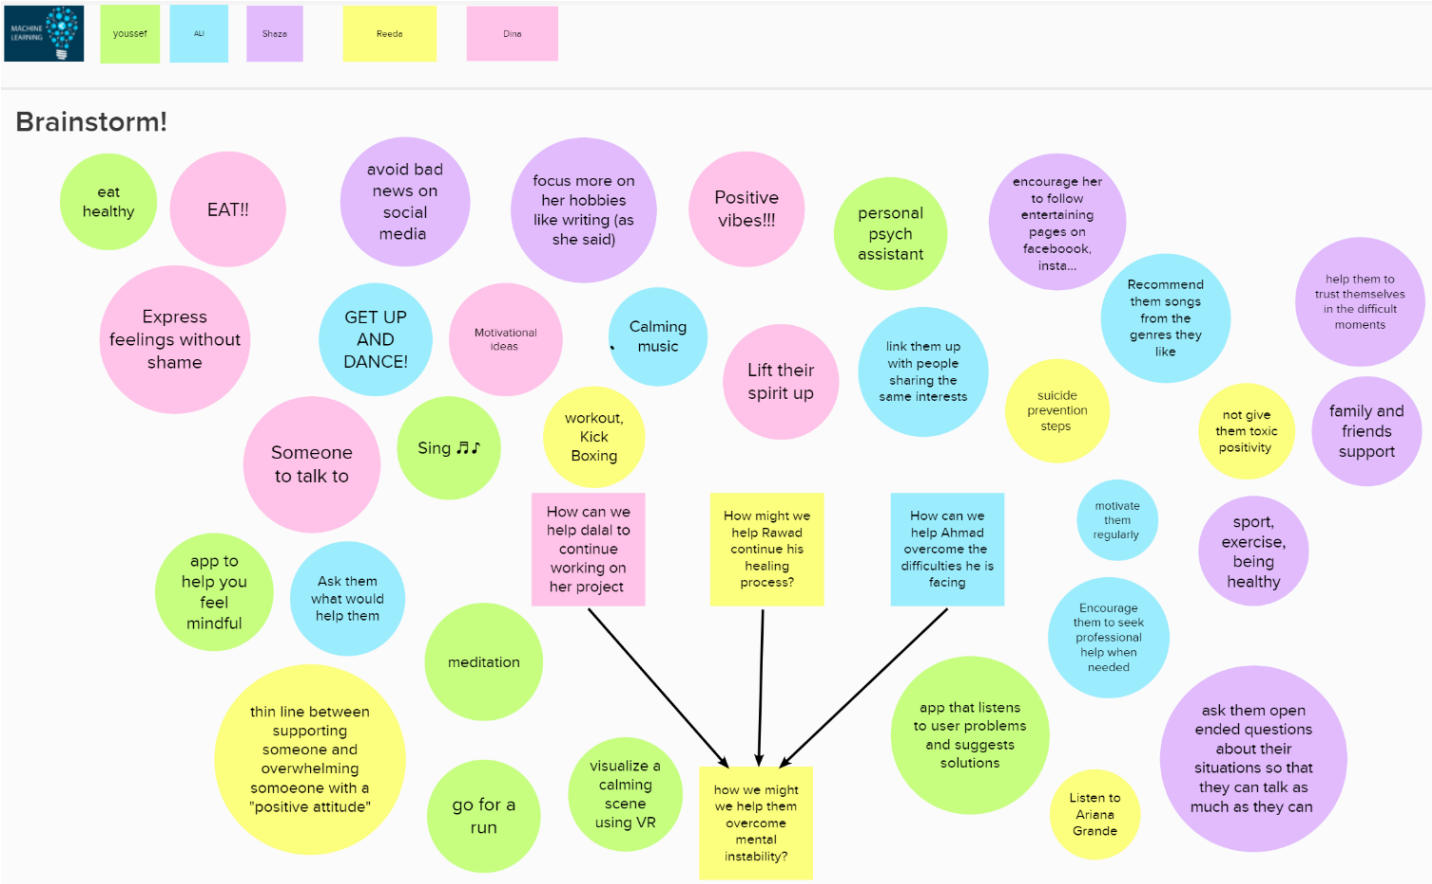 MACHINE
LEARNING
youssef
ALI
Shaza
Reeda
Dina
Brainstorm!
eat
healthy
EAT!!
avoid bad
news on
social
media
focus more on
her hobbies
like writing (as
she said)
Positive
vibes!!!
personal
psych
assistant
encourage her
to follow
entertaining
pages on
faceboook,
insta...
help them to
trust themselves
in the difficult
moments
Express
feelings without
shame
GET UP
AND
DANCE!
Motivational
ideas
Calming
music
Lift their
spirit up
link them up
with people
sharing the
same interests
Recommend
them songs
from the
genres they
like
suicide
prevention
steps
not give
them toxic
positivity
family and
friends
support
Someone
to talk to
Sing ♬♪
workout,
Kick
Boxing
How can we
help dalal to
continue
working on
her project
How might we
help Rawad
continue his
healing
process?
How can we
help Ahmad
overcome the
difficulties he is
facing
motivate
them
regularly
sport,
exercise,
being
healthy
app to
help you
feel
mindful
Ask them
what would
help them
meditation
Encourage
them to seek
professional
help when
needed
thin line between
supporting
someone and
overwhelming
somoeone with a
"positive attitude"
go for a
run
visualize a
calming
scene
using VR
how we might
we help them
overcome
mental
instability?
app that listens
to user problems
and suggests
solutions
Listen to
Ariana
Grande
ask them open
ended questions
about their
situations so that
they can talk as
much as they can